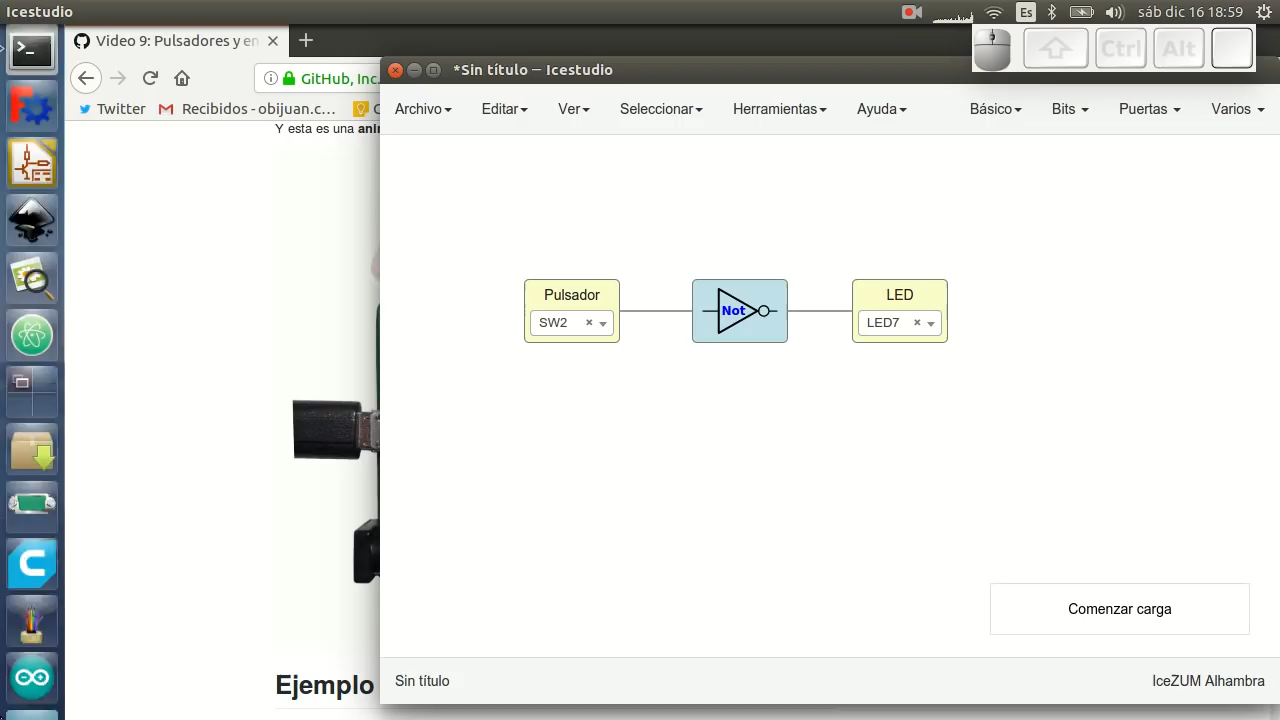 Icestudio
Es
sáb dic 16 18:59
Video 9: Pulsadores y en
Ctrl
Alt
*Sin título — Icestudio
GitHub, Inc.
Archivo
Editar
Ver
Seleccionar
Herramientas
Ayuda
Básico
Bits
Puertas
Varios
Twitter
Recibidos - obijuan.c...
Y esta es una
Pulsador
SW2
Not
LED
LED7
Comenzar carga
Ejemplo
Sin título
IceZUM Alhambra